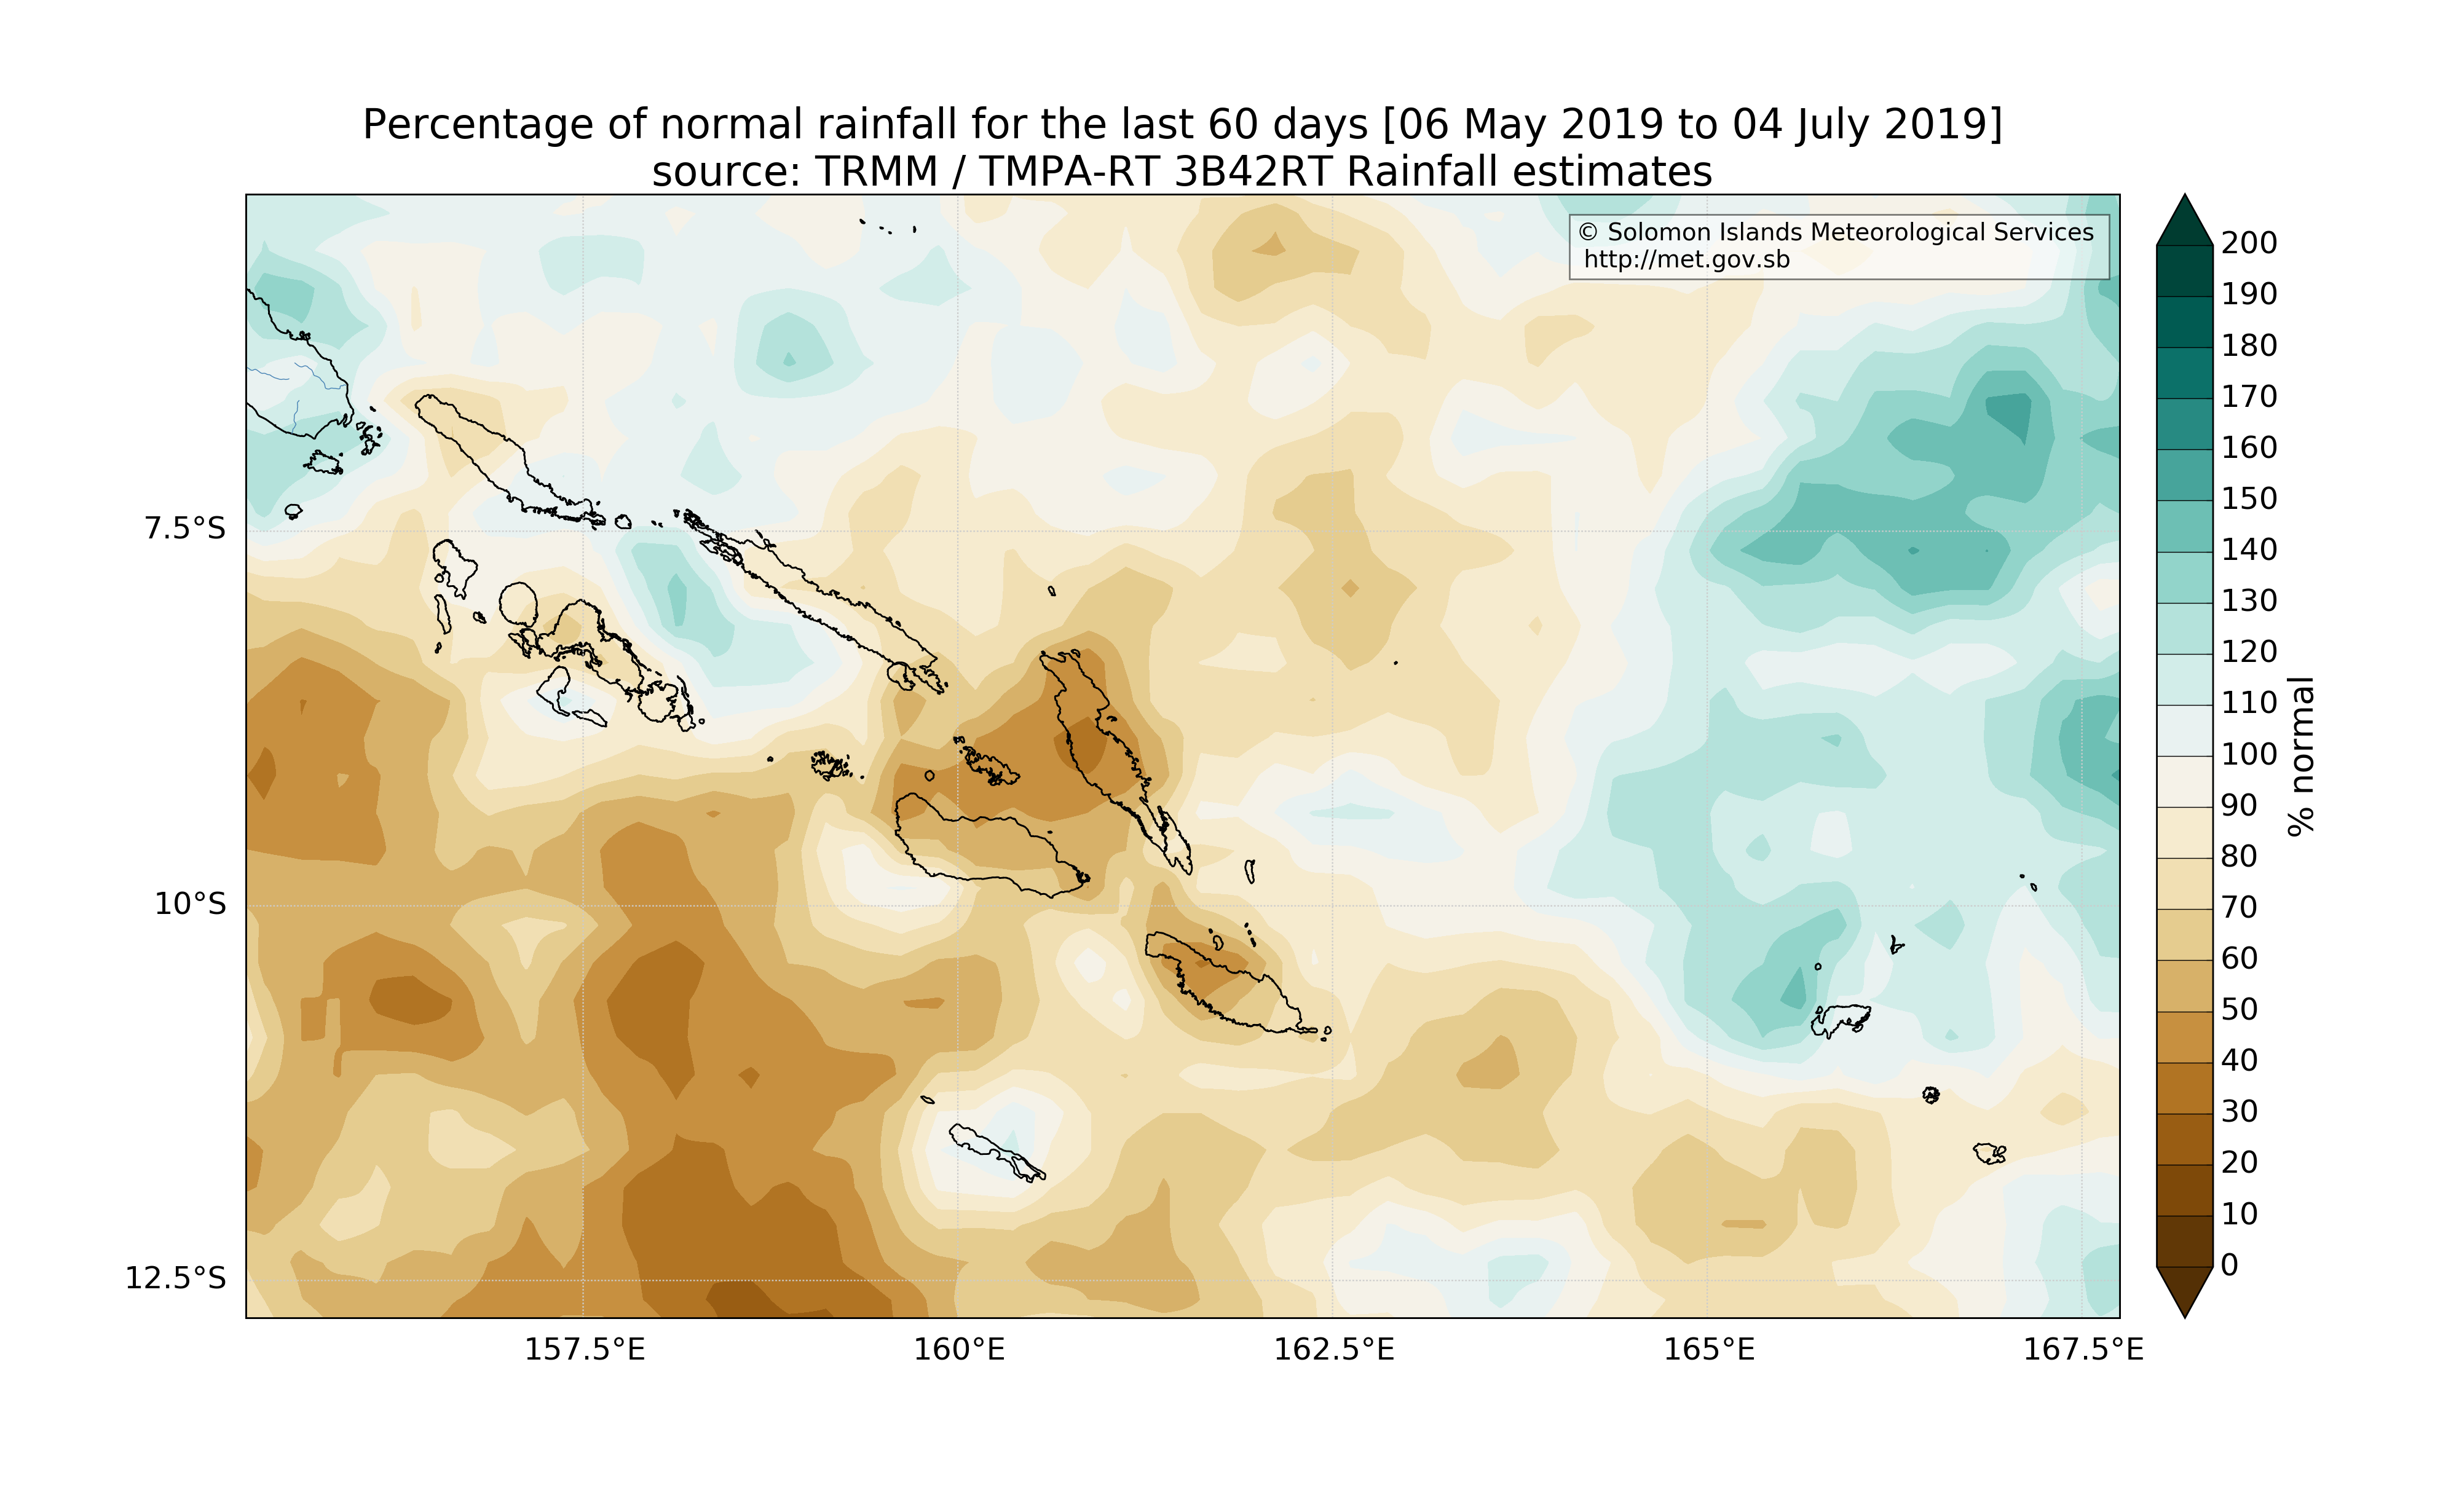 Percentage of normal rainfall for the last 60 days [06 May 2019 to 04 July 2019]
source: TRMM / TMPA-RT 3B42RT Rainfall estimates
© Solomon Islands Meteorological Services
http://met.gov.sb
7.5°S
10°S
12.5°S
157.5°E
160°E
162.5°E
165°E
167.5°E
200
190
180
170
160
150
140
130
120
110
100
90
80
70
60
50
40
30
20
10
0
% normal